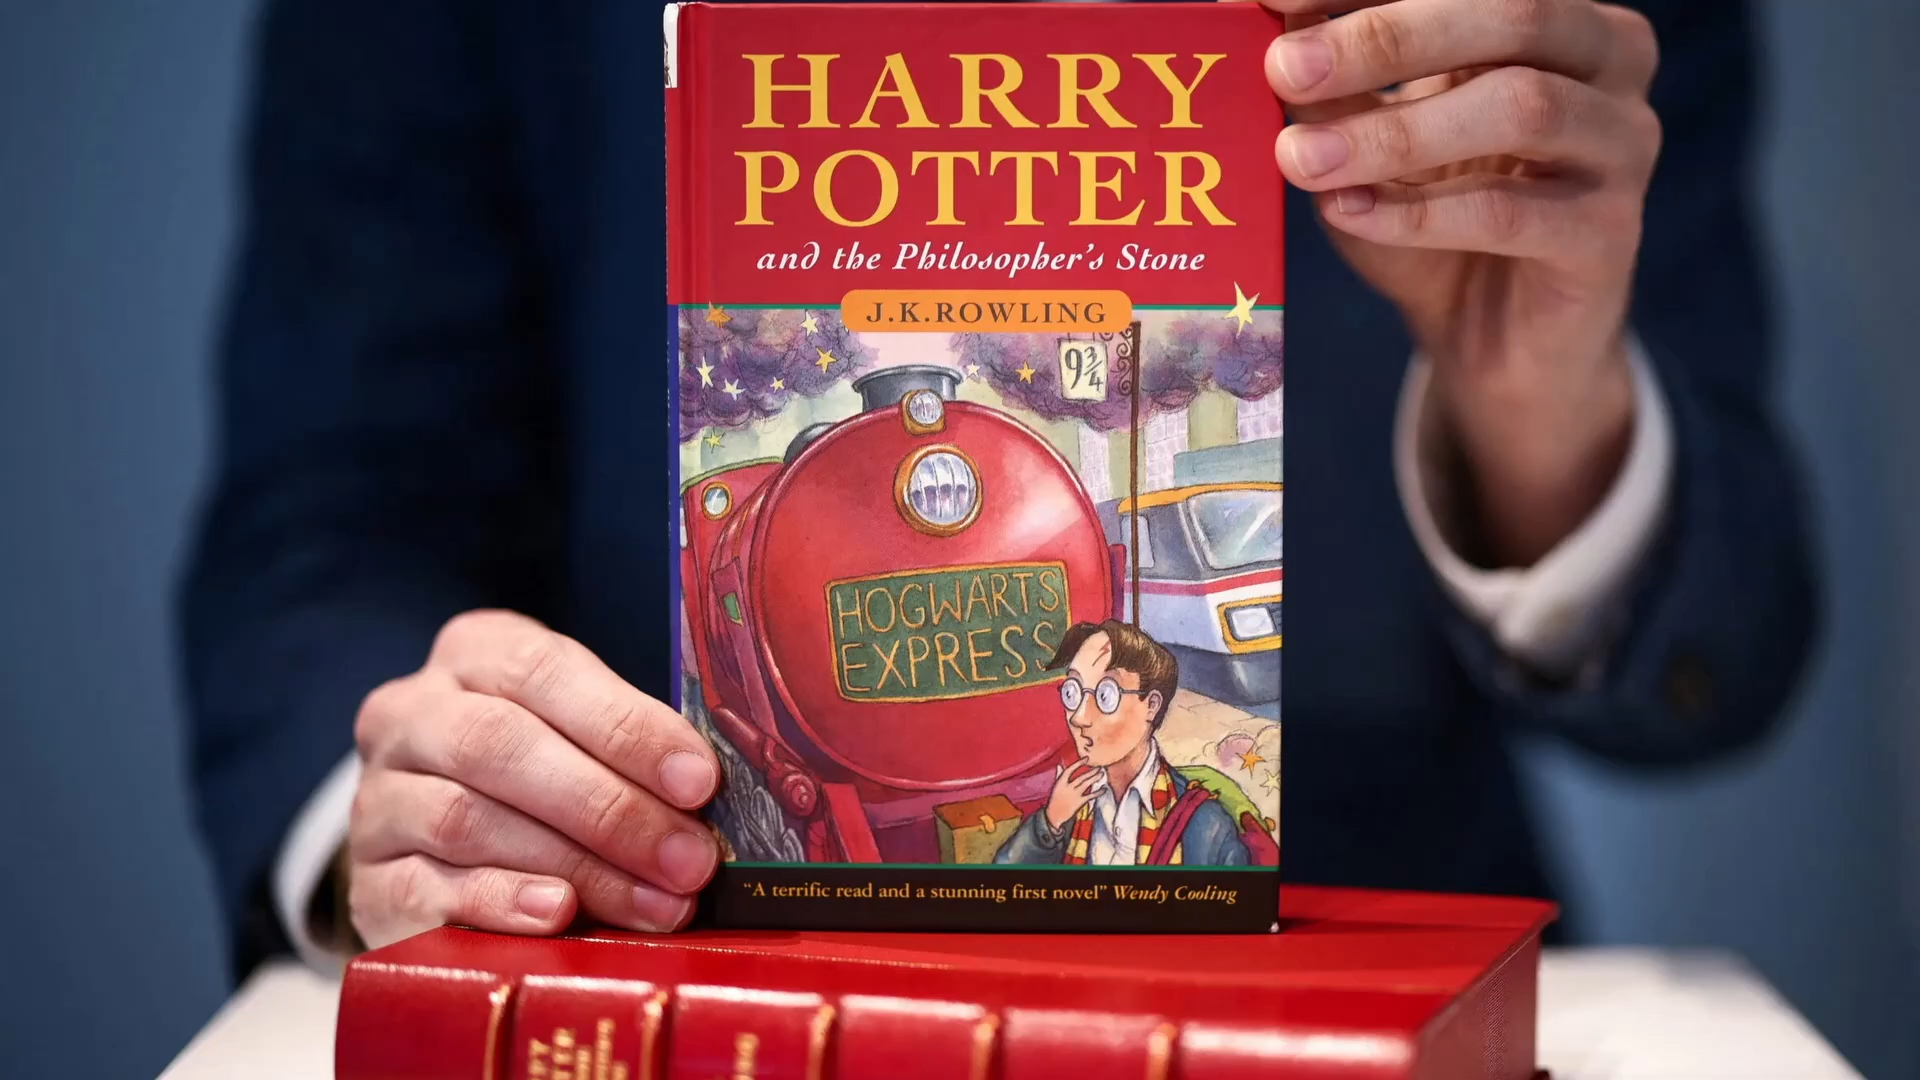 HARRY
POTTER
and the Philosopher's Stone
J.K.ROWLING
9¾
HOGWARTS
EXPRESS
"A terrific read and a stunning first novel" Wendy Cooling